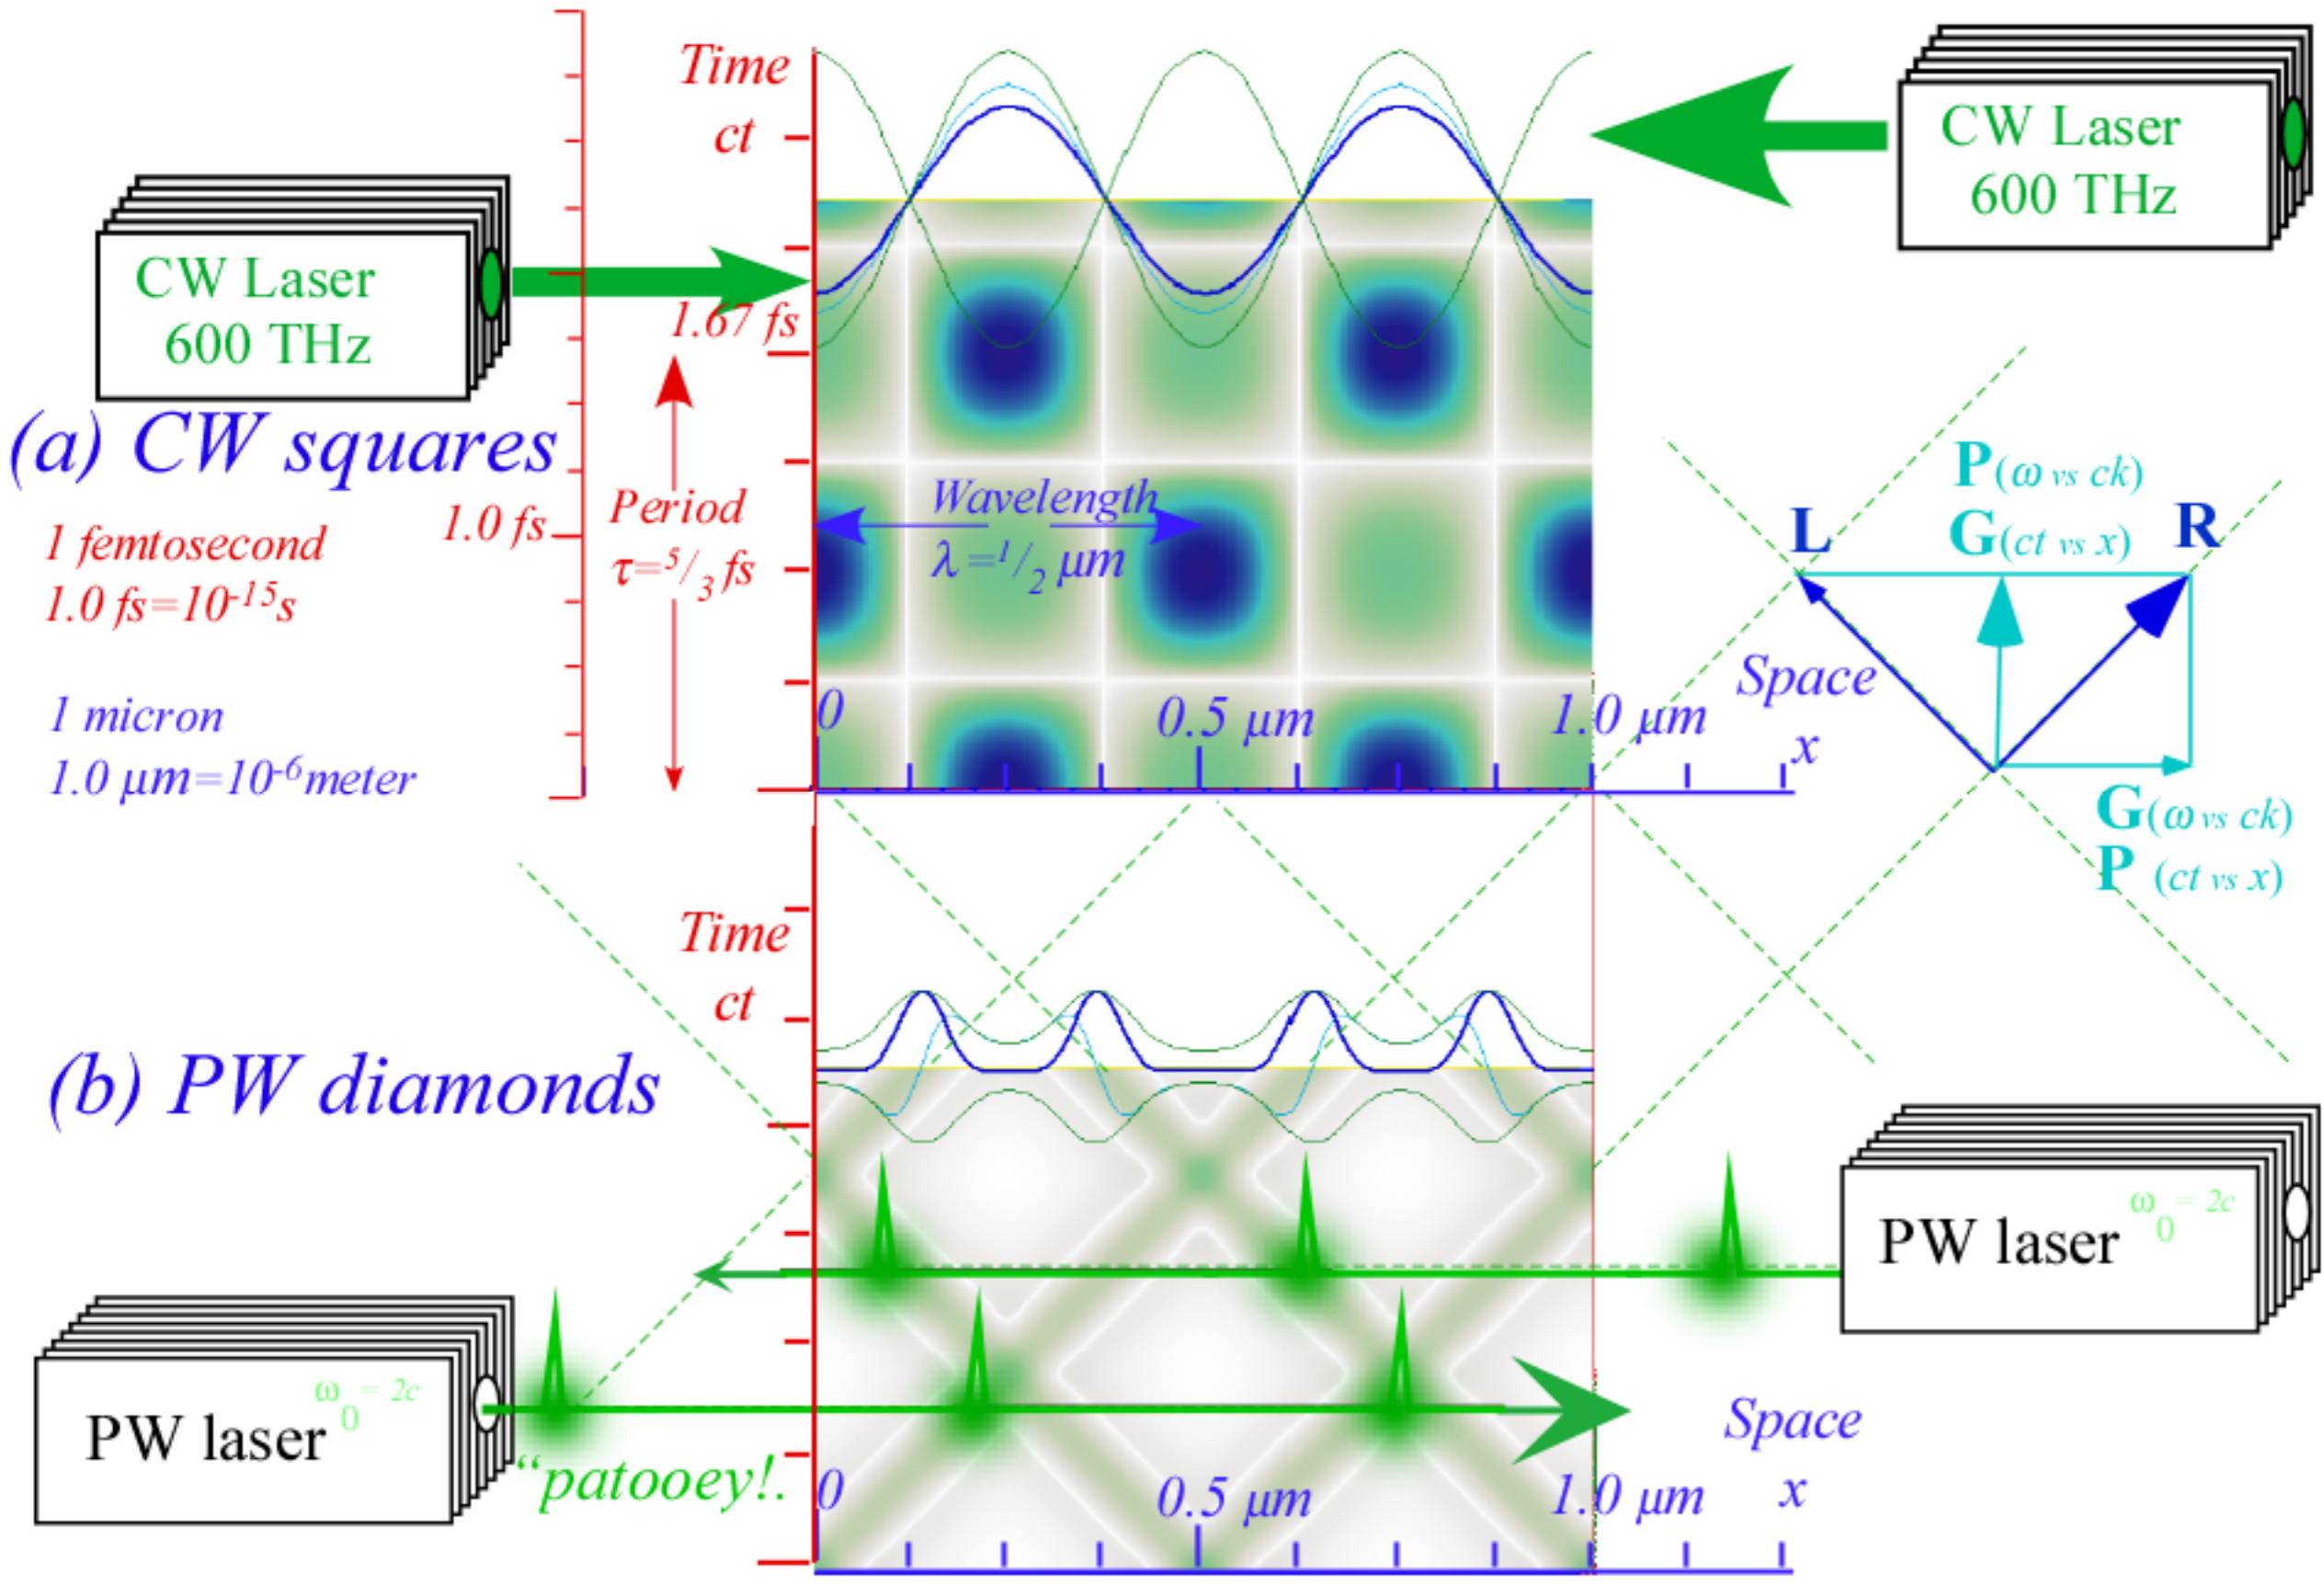 Time
ct
CW Laser
600 THz
CW Laser
600 THz
1.67 fs
(a) CW squares
P(ω vs ck)
G(ct vs x)
L
R
1 femtosecond
1.0 fs=10-15s
1.0 fs
Period
τ=5/3 fs
Wavelength
λ=1/2 μm
1 micron
1.0 μm=10-6meter
0
0.5 μm
1.0 μm
Space
x
G(ω vs ck)
P (ct vs x)
Time
ct
(b) PW diamonds
PW laser
ω0 = 2c
PW laser
ω0 = 2c
“patooey!.
0
0.5 μm
1.0 μm
Space
x